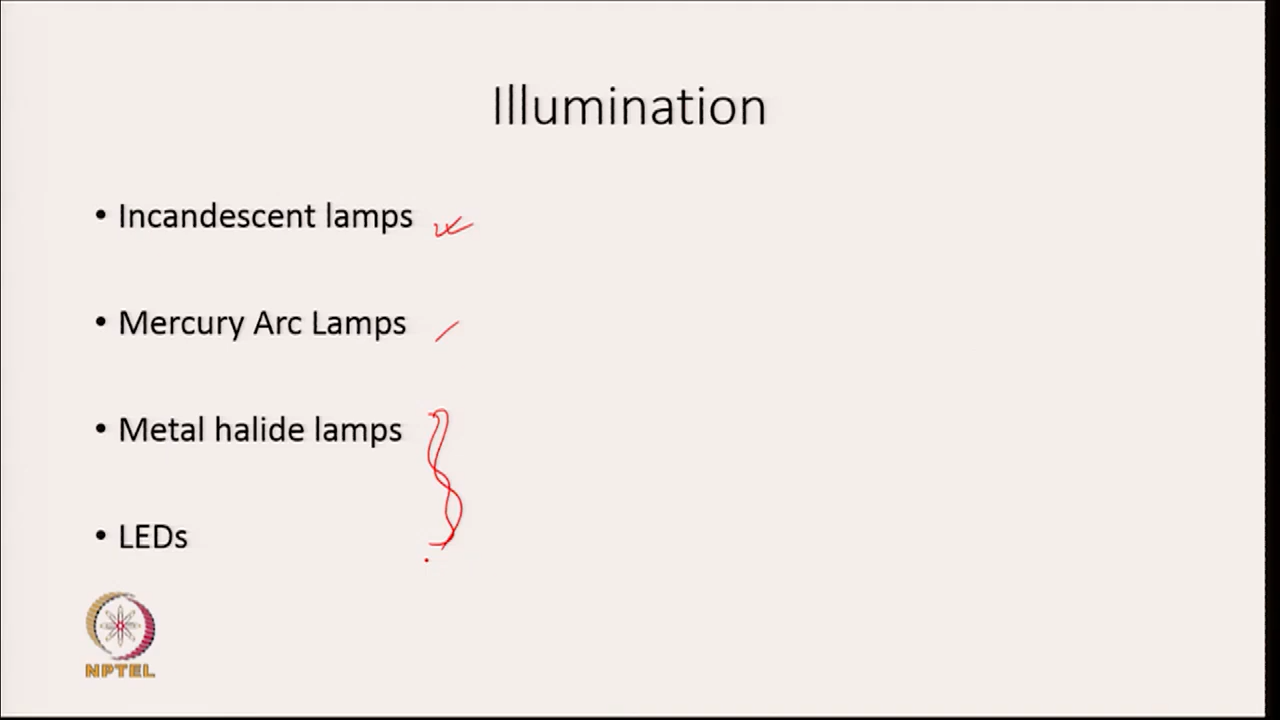 Illumination
• Incandescent lamps
• Mercury Arc Lamps
• Metal halide lamps
• LEDs
NPTEL